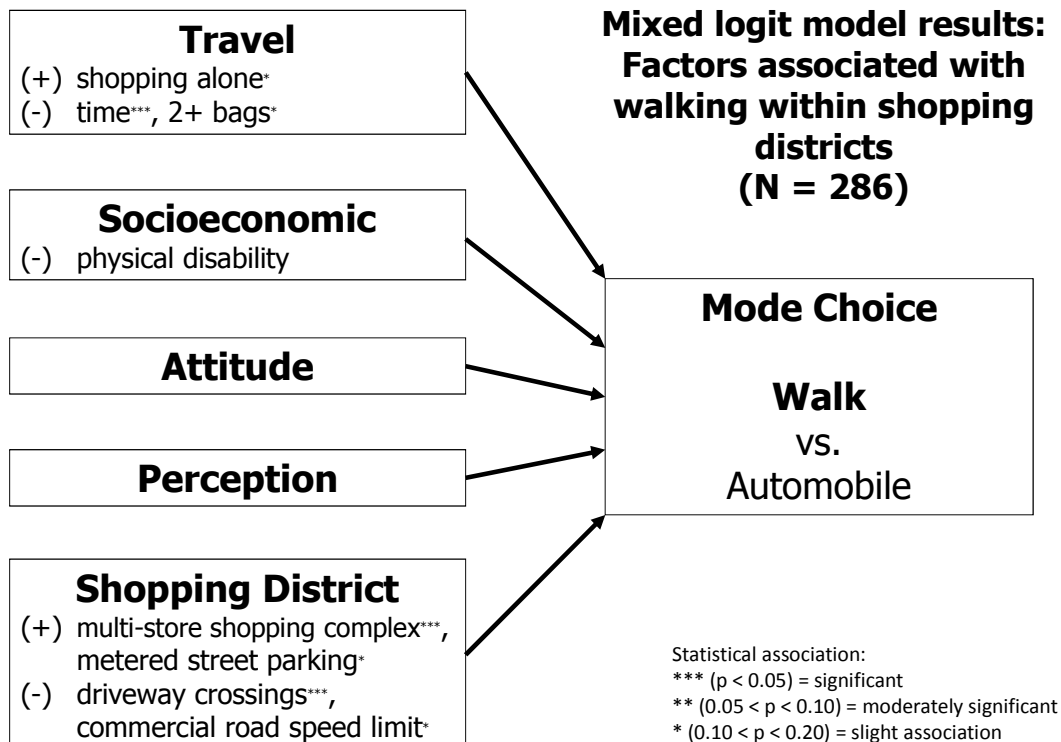 Travel
(+) shopping alone*
(-) time***, 2+ bags*
Mixed logit model results:
Factors associated with
walking within shopping
districts
(N = 286)
Socioeconomic
(-) physical disability
Attitude
Perception
Shopping District
(+) multi-store shopping complex***,
metered street parking*
(-) driveway crossings***,
commercial road speed limit*
Mode Choice
Walk
vs.
Automobile
Statistical association:
*** (p < 0.05) = significant
** (0.05 < p < 0.10) = moderately significant
* (0.10 < p < 0.20) = slight association